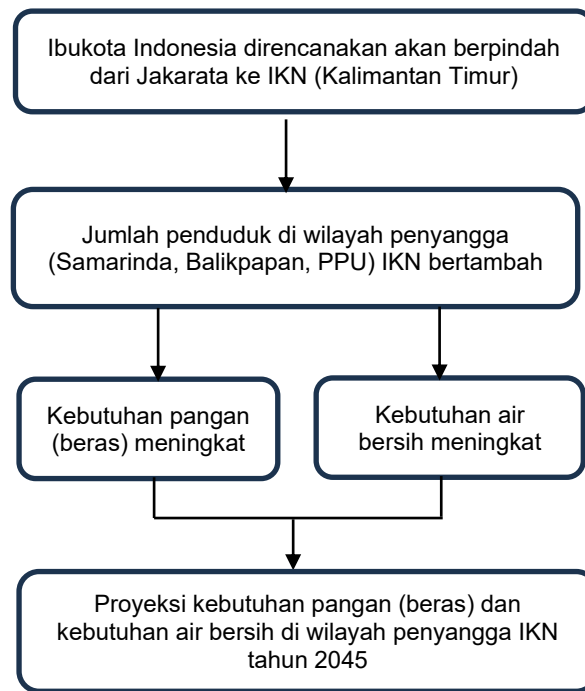 Ibukota Indonesia direncanakan akan berpindah
dari Jakarata ke IKN (Kalimantan Timur)
Jumlah penduduk di wilayah penyangga
(Samarinda, Balikpapan, PPU) IKN bertambah
Kebutuhan pangan
(beras) meningkat
Kebutuhan air
bersih meningkat
Proyeksi kebutuhan pangan (beras) dan
kebutuhan air bersih di wilayah penyangga IKN
tahun 2045